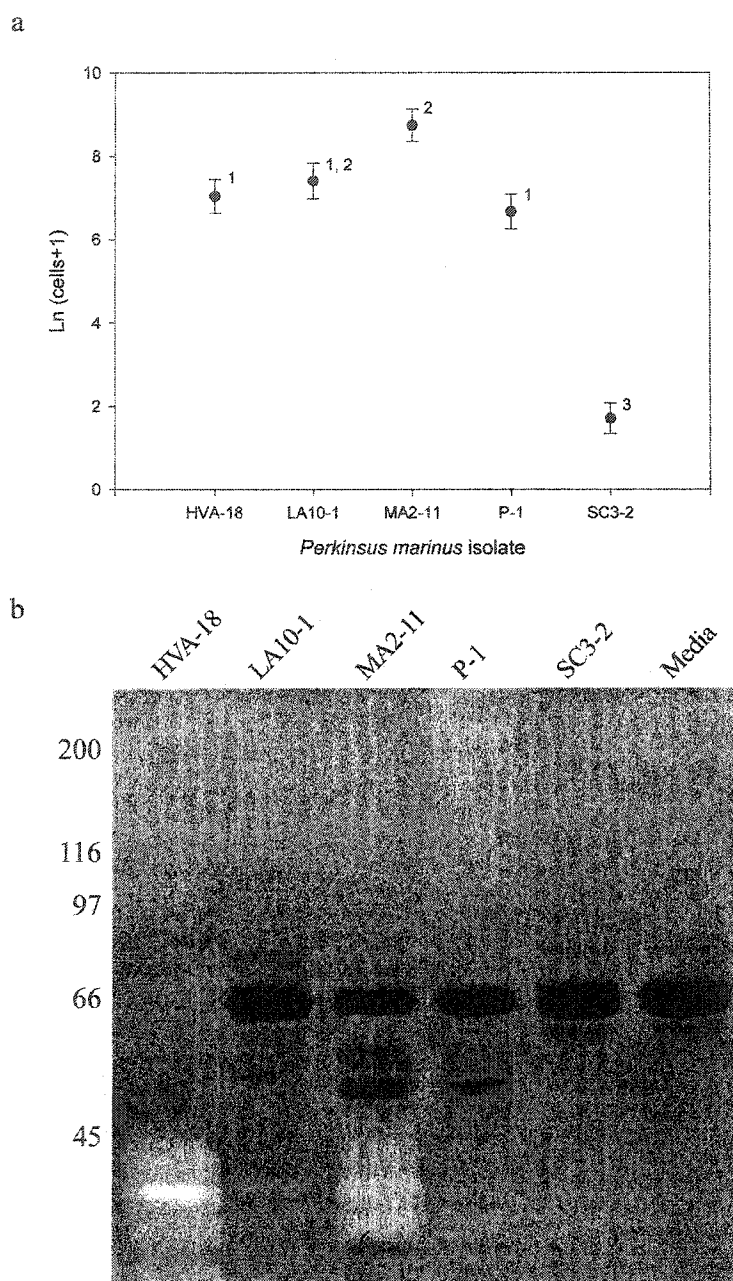 a
10
8
6
4
2
0
Ln (cells+1)
1
1, 2
2
1
3
HVA-18 LA10-1 MA2-11 P-1 SC3-2
Perkinsus marinus isolate
b
HVA-18 LA10-1 MA2-11 P-1 SC3-2 Media
200
116
97
66
45